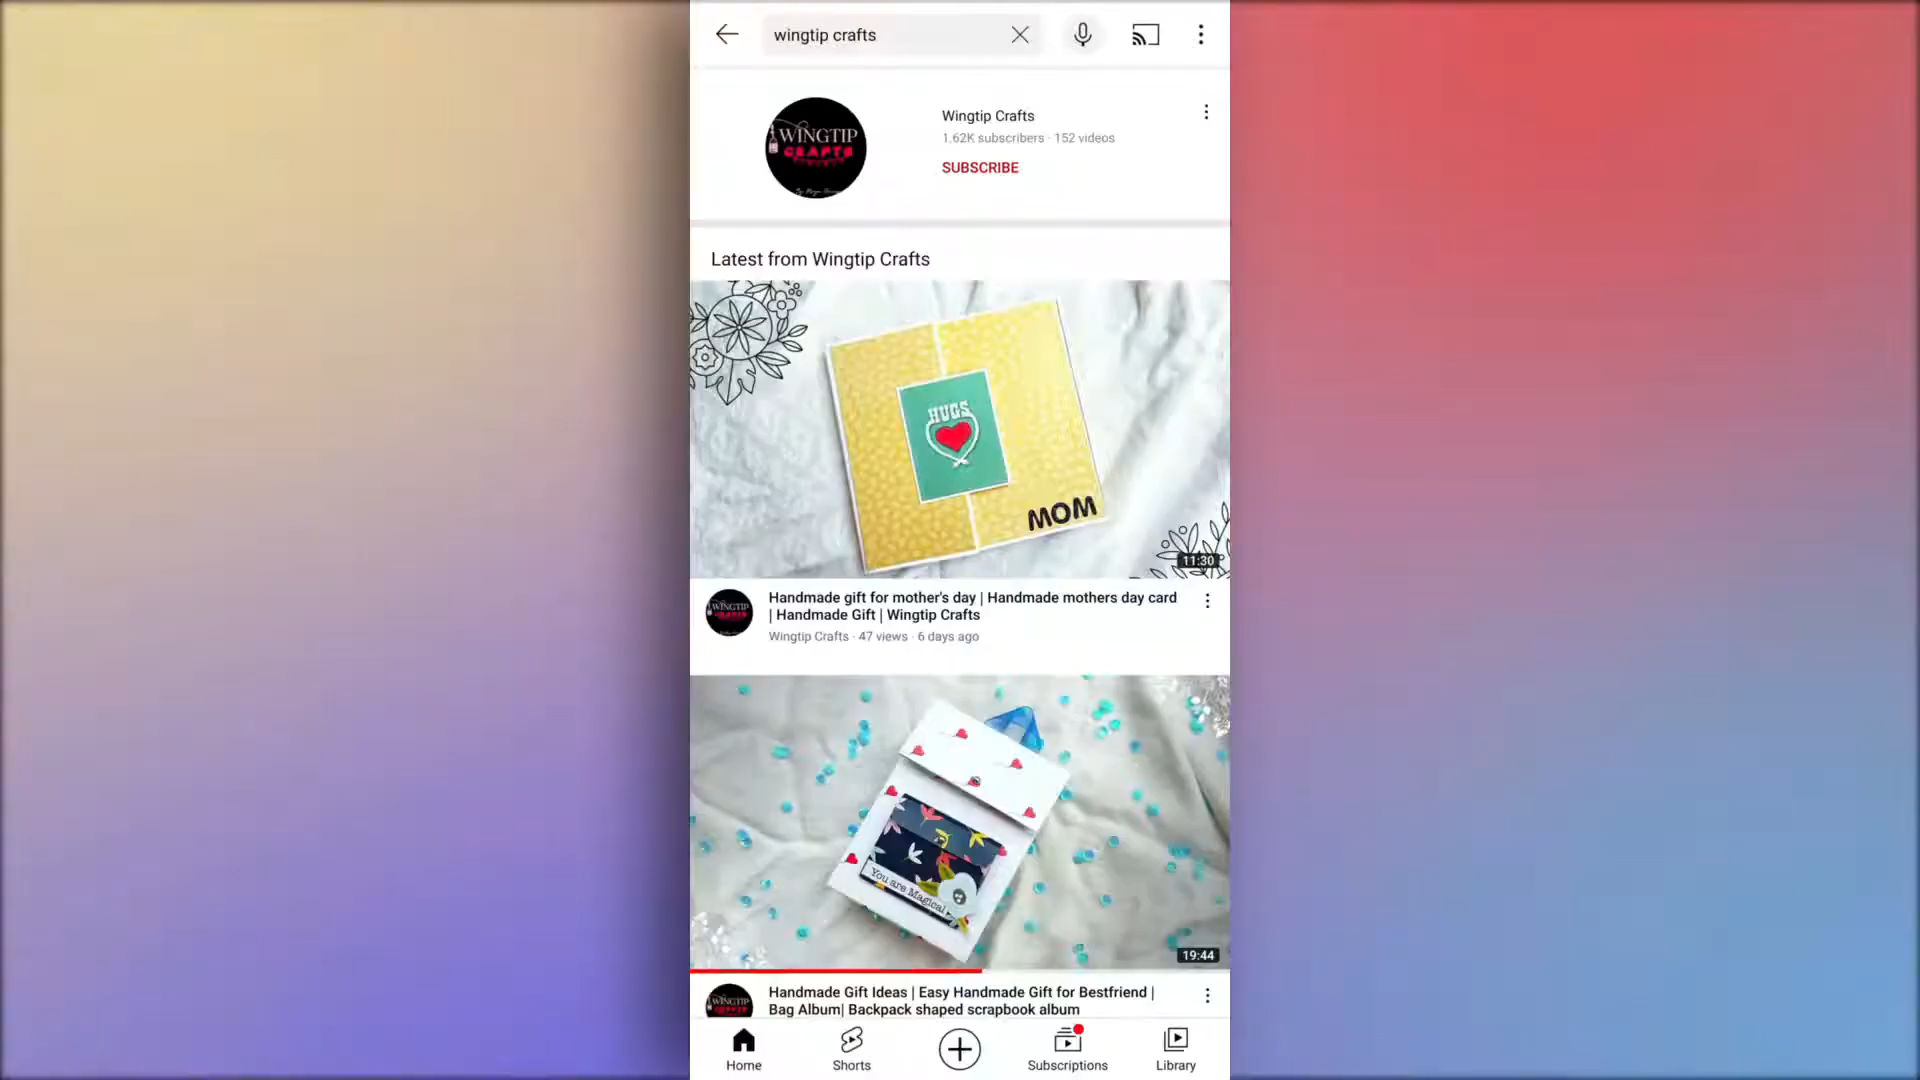 wingtip crafts
WINGTIP
CRAFTS
Wingtip Crafts
1.62K subscribers · 152 videos
SUBSCRIBE
Latest from Wingtip Crafts
HUGS
MOM
11:30
WINGTIP
Handmade gift for mother's day | Handmade mothers day card
| Handmade Gift | Wingtip Crafts
Wingtip Crafts · 47 views · 6 days ago
You are Magical
19:44
WINGTIP
Handmade Gift Ideas | Easy Handmade Gift for Bestfriend |
Bag Album| Backpack shaped scrapbook album
Home
Shorts
Subscriptions
Library